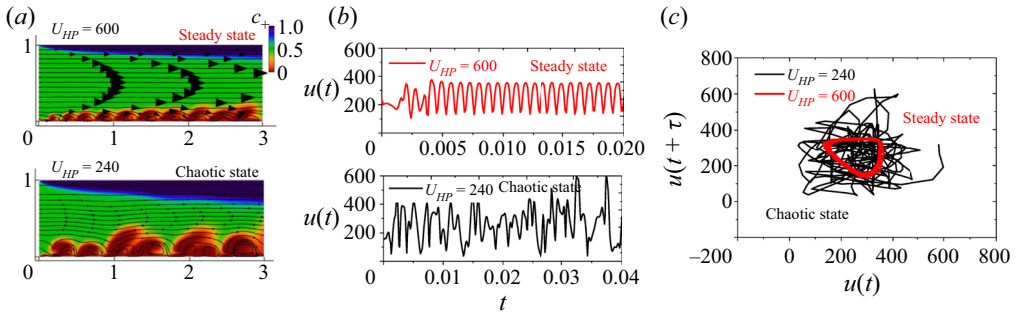 (a)
U_HP = 600
Steady state
c+
1.0
0.5
0
1
0
1
2
3
U_HP = 240
Chaotic state
1
0
1
2
3
(b)
600
400
200
u(t)
U_HP = 600
Steady state
0
0.005
0.010
0.015
0.020
600
400
200
u(t)
U_HP = 240
Chaotic state
0
0.01
0.02
0.03
0.04
t
(c)
800
600
400
200
0
–200
u(t + τ)
U_HP = 240
U_HP = 600
Steady state
Chaotic state
0
200
400
600
800
u(t)